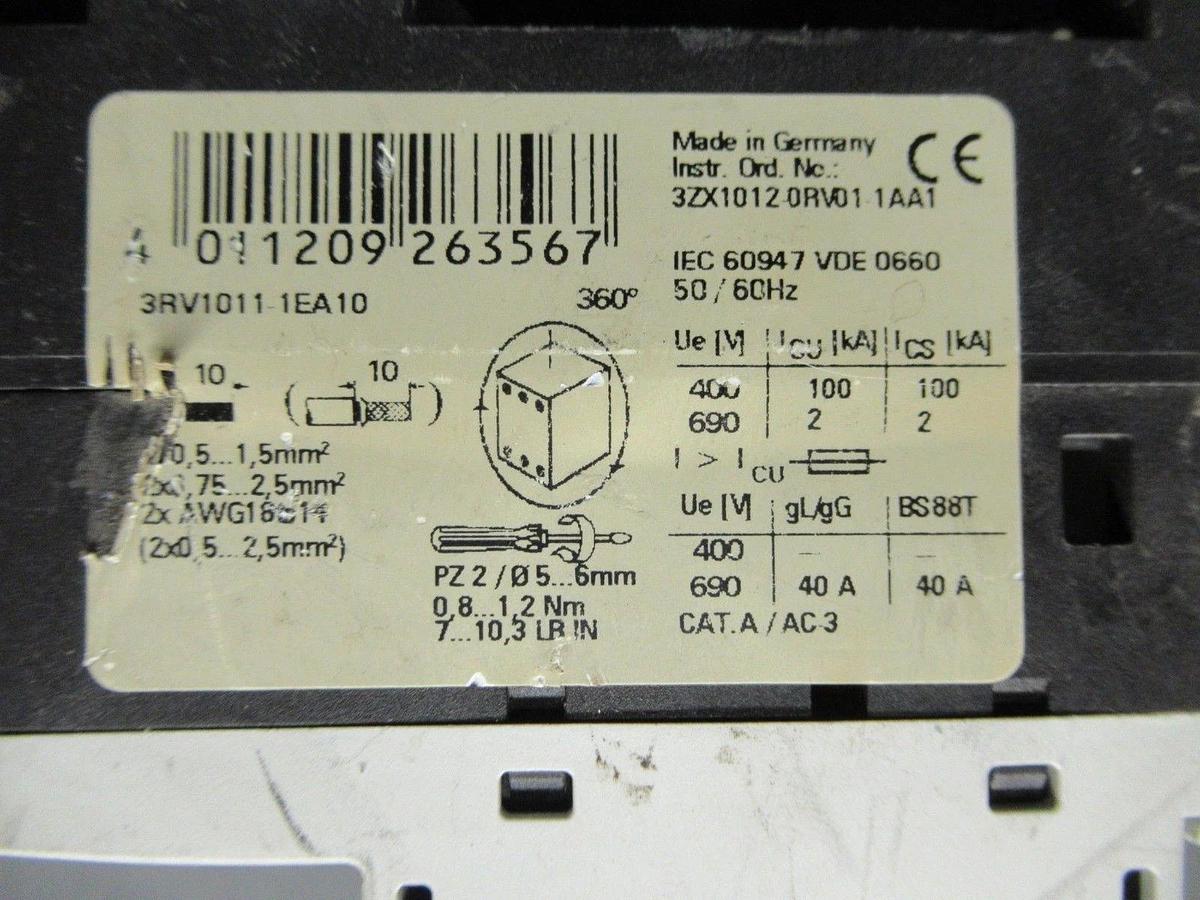 4 011209 263567
3RV1011-1EA10
360°
10
10
0,5...1,5mm²
2x0,75...2,5mm²
2x AWG18...14
(2x0,5...2,5mm²)
PZ 2 / Ø 5...6mm
0,8...1,2 Nm
7...10,3 LB IN
Made in Germany
CE
Instr. Ord. No.:
3ZX1012-0RV01-1AA1
IEC 60947 VDE 0660
50 / 60Hz
Ue [V] ICU [kA] ICS [kA]
400 100 100
690 2 2
I > ICU
Ue [V] gL/gG BS88T
400 — —
690 40 A 40 A
CAT. A / AC-3